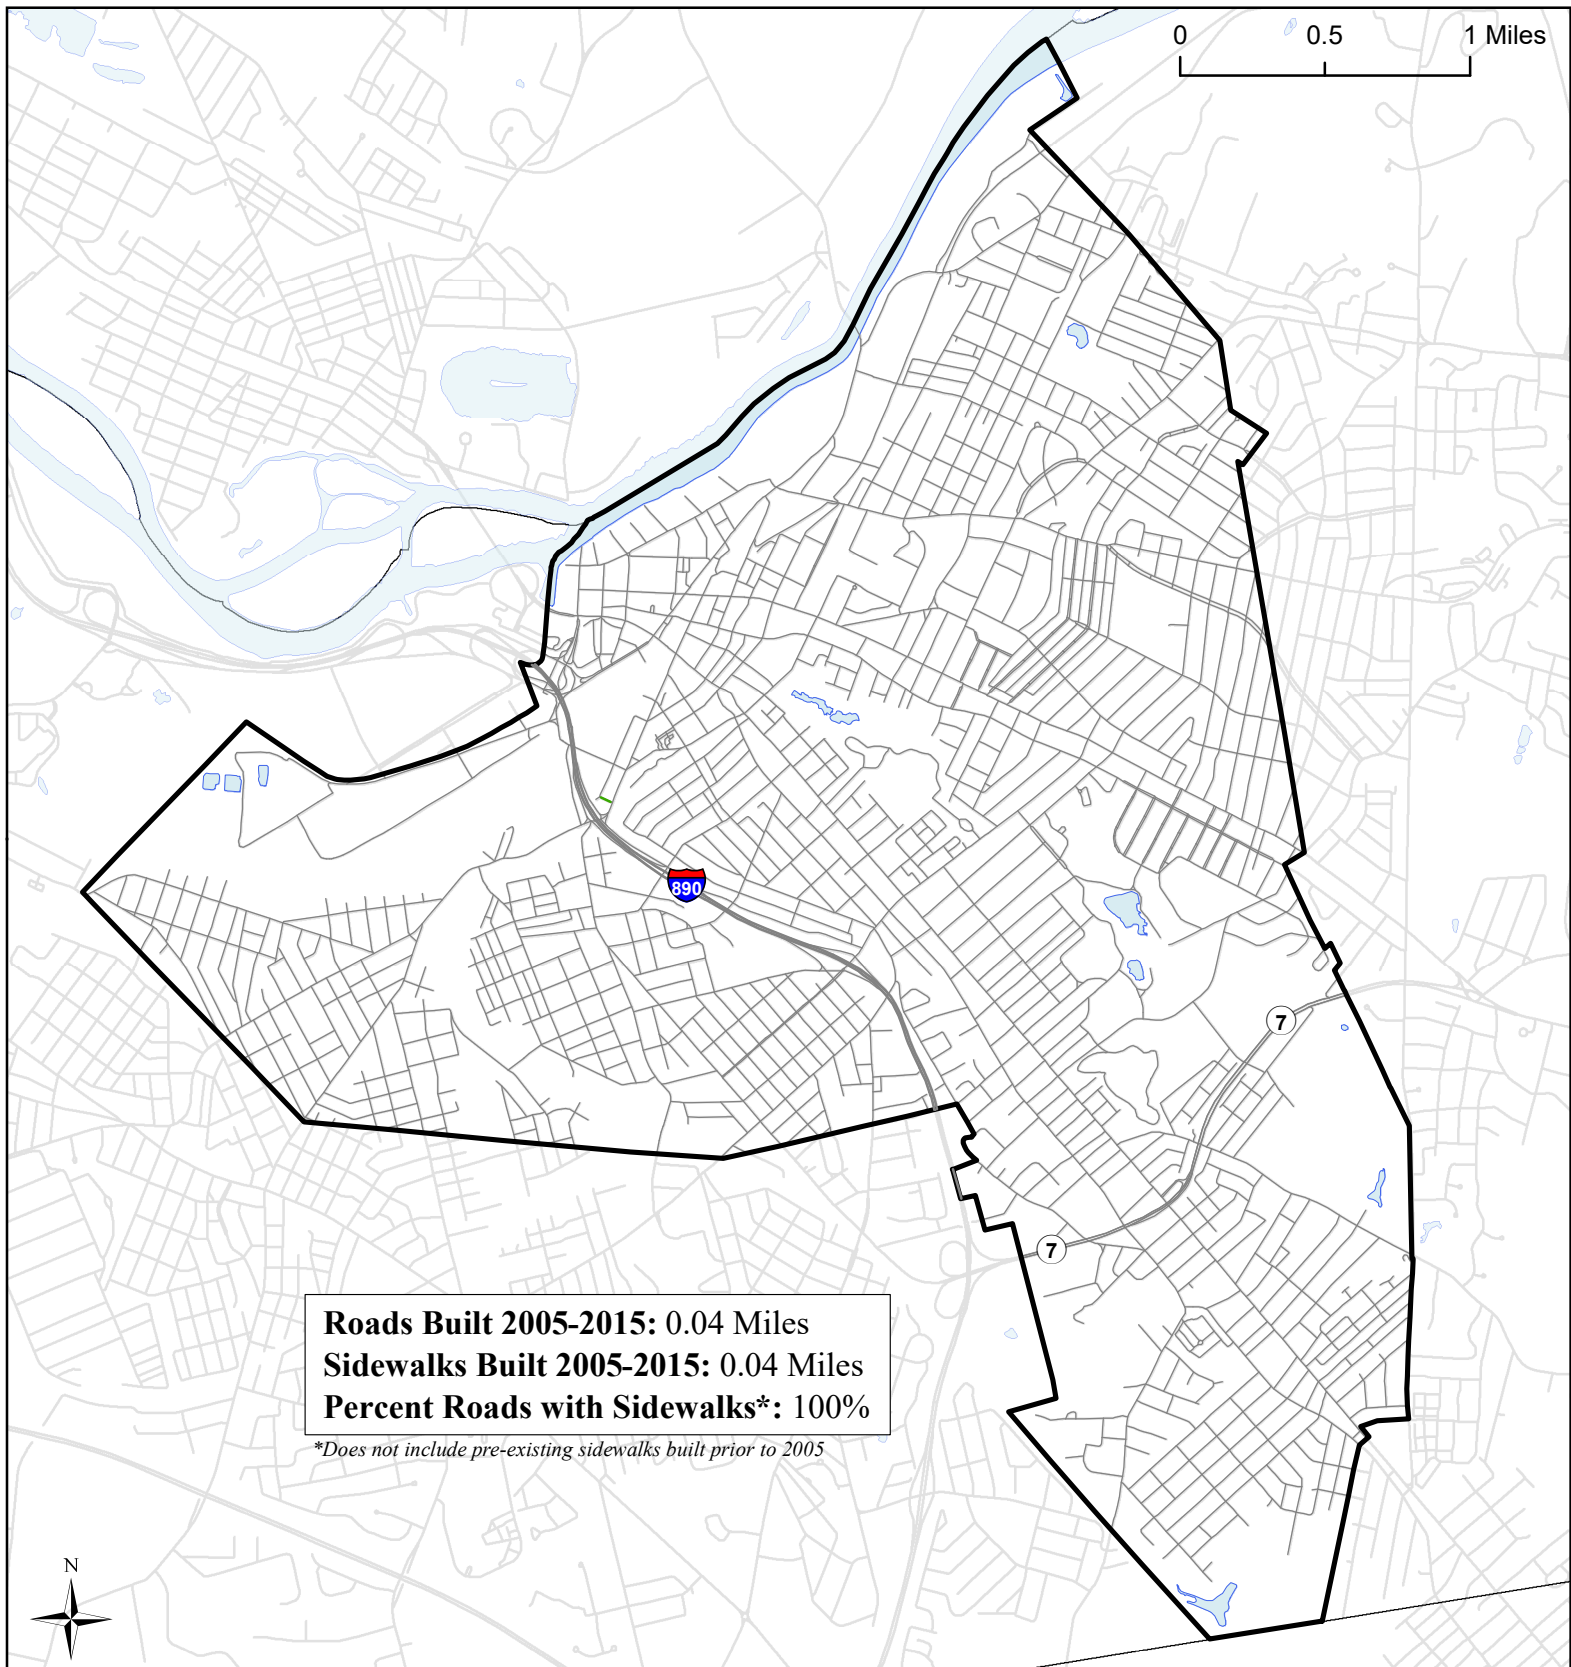 0 0.5 1 Miles
890
7
7
Roads Built 2005-2015: 0.04 Miles
Sidewalks Built 2005-2015: 0.04 Miles
Percent Roads with Sidewalks*: 100%
*Does not include pre-existing sidewalks built prior to 2005
N